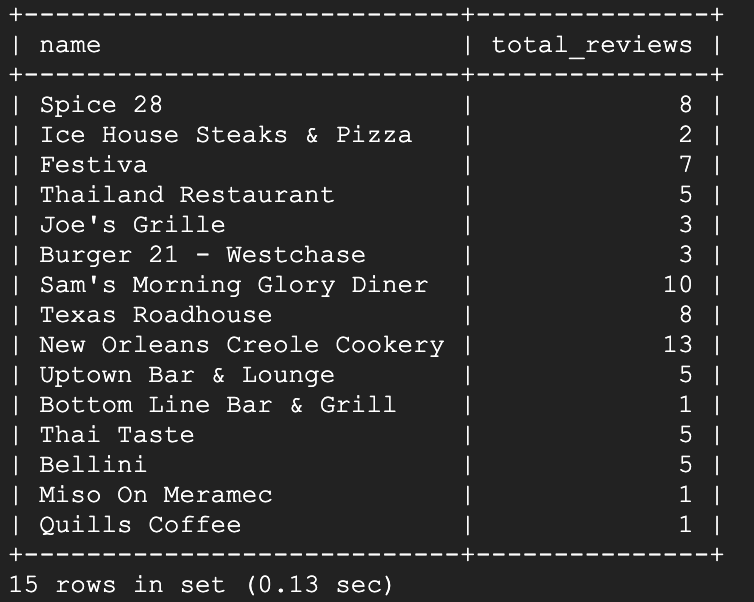 +----------------------------+---------------+
| name                       | total_reviews |
+----------------------------+---------------+
| Spice 28                   |             8 |
| Ice House Steaks & Pizza   |             2 |
| Festiva                    |             7 |
| Thailand Restaurant        |             5 |
| Joe's Grille               |             3 |
| Burger 21 - Westchase      |             3 |
| Sam's Morning Glory Diner  |            10 |
| Texas Roadhouse            |             8 |
| New Orleans Creole Cookery |            13 |
| Uptown Bar & Lounge        |             5 |
| Bottom Line Bar & Grill    |             1 |
| Thai Taste                 |             5 |
| Bellini                    |             5 |
| Miso On Meramec            |             1 |
| Quills Coffee              |             1 |
+----------------------------+---------------+
15 rows in set (0.13 sec)